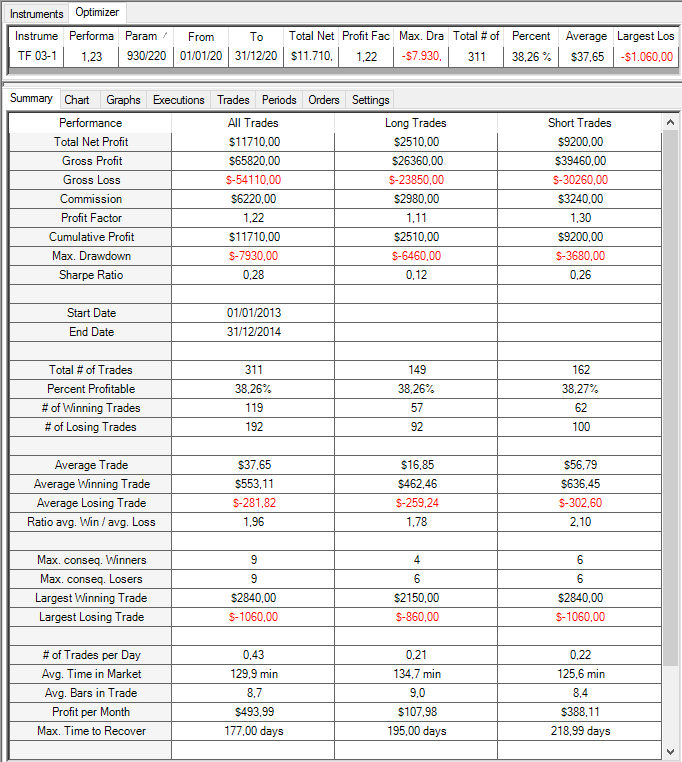 Instruments Optimizer
Instrume Performa Param / From To Total Net Profit Fac Max. Dra Total # of Percent Average Largest Los
TF 03-1 1,23 930/220 01/01/20 31/12/20 $11.710, 1,22 -$7.930, 311 38,26 % $37,65 -$1.060,00
Summary Chart Graphs Executions Trades Periods Orders Settings
Performance All Trades Long Trades Short Trades
Total Net Profit $11710,00 $2510,00 $9200,00
Gross Profit $65820,00 $26360,00 $39460,00
Gross Loss $-54110,00 $-23850,00 $-30260,00
Commission $6220,00 $2980,00 $3240,00
Profit Factor 1,22 1,11 1,30
Cumulative Profit $11710,00 $2510,00 $9200,00
Max. Drawdown $-7930,00 $-6460,00 $-3680,00
Sharpe Ratio 0,28 0,12 0,26
Start Date 01/01/2013
End Date 31/12/2014
Total # of Trades 311 149 162
Percent Profitable 38,26% 38,26% 38,27%
# of Winning Trades 119 57 62
# of Losing Trades 192 92 100
Average Trade $37,65 $16,85 $56,79
Average Winning Trade $553,11 $462,46 $636,45
Average Losing Trade $-281,82 $-259,24 $-302,60
Ratio avg. Win / avg. Loss 1,96 1,78 2,10
Max. conseq. Winners 9 4 6
Max. conseq. Losers 9 6 6
Largest Winning Trade $2840,00 $2150,00 $2840,00
Largest Losing Trade $-1060,00 $-860,00 $-1060,00
# of Trades per Day 0,43 0,21 0,22
Avg. Time in Market 129,9 min 134,7 min 125,6 min
Avg. Bars in Trade 8,7 9,0 8,4
Profit per Month $493,99 $107,98 $388,11
Max. Time to Recover 177,00 days 195,00 days 218,99 days